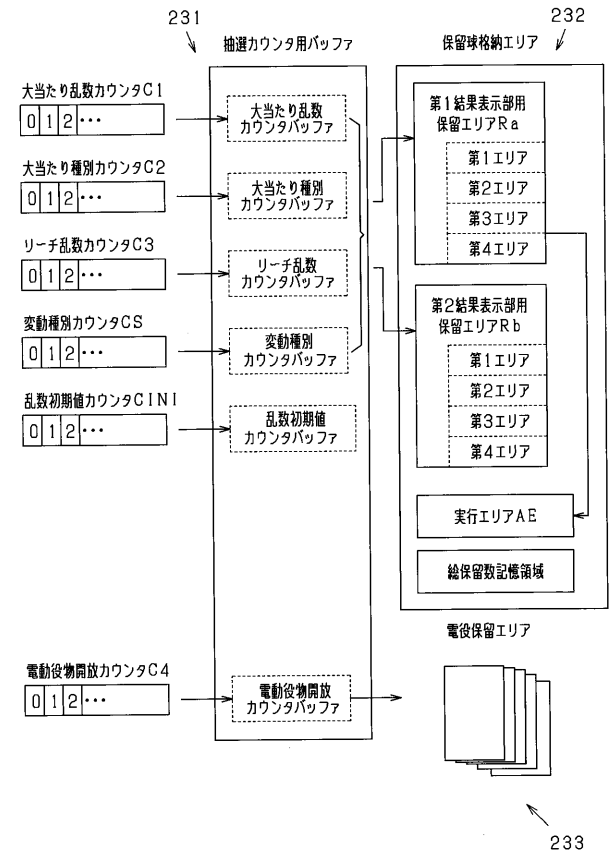 231
抽選カウンタ用バッファ
保留球格納エリア
232
大当たり乱数カウンタC1
0 1 2 ･･･
大当たり種別カウンタC2
0 1 2 ･･･
リーチ乱数カウンタC3
0 1 2 ･･･
変動種別カウンタCS
0 1 2 ･･･
乱数初期値カウンタCINI
0 1 2 ･･･
電動役物開放カウンタC4
0 1 2 ･･･
大当たり乱数
カウンタバッファ
大当たり種別
カウンタバッファ
リーチ乱数
カウンタバッファ
変動種別
カウンタバッファ
乱数初期値
カウンタバッファ
電動役物開放
カウンタバッファ
第1結果表示部用
保留エリアRa
第1エリア
第2エリア
第3エリア
第4エリア
第2結果表示部用
保留エリアRb
第1エリア
第2エリア
第3エリア
第4エリア
実行エリアAE
総保留数記憶領域
電役保留エリア
233